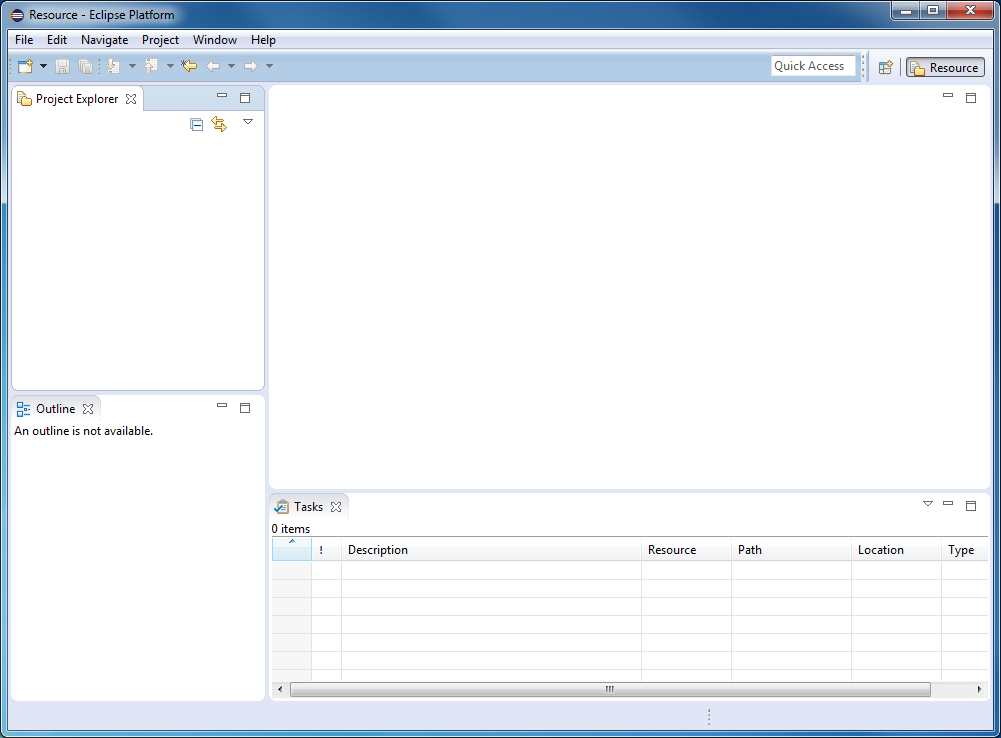 Resource - Eclipse Platform
File Edit Navigate Project Window Help
Quick Access Resource
Project Explorer
Outline
An outline is not available.
Tasks
0 items
! Description Resource Path Location Type